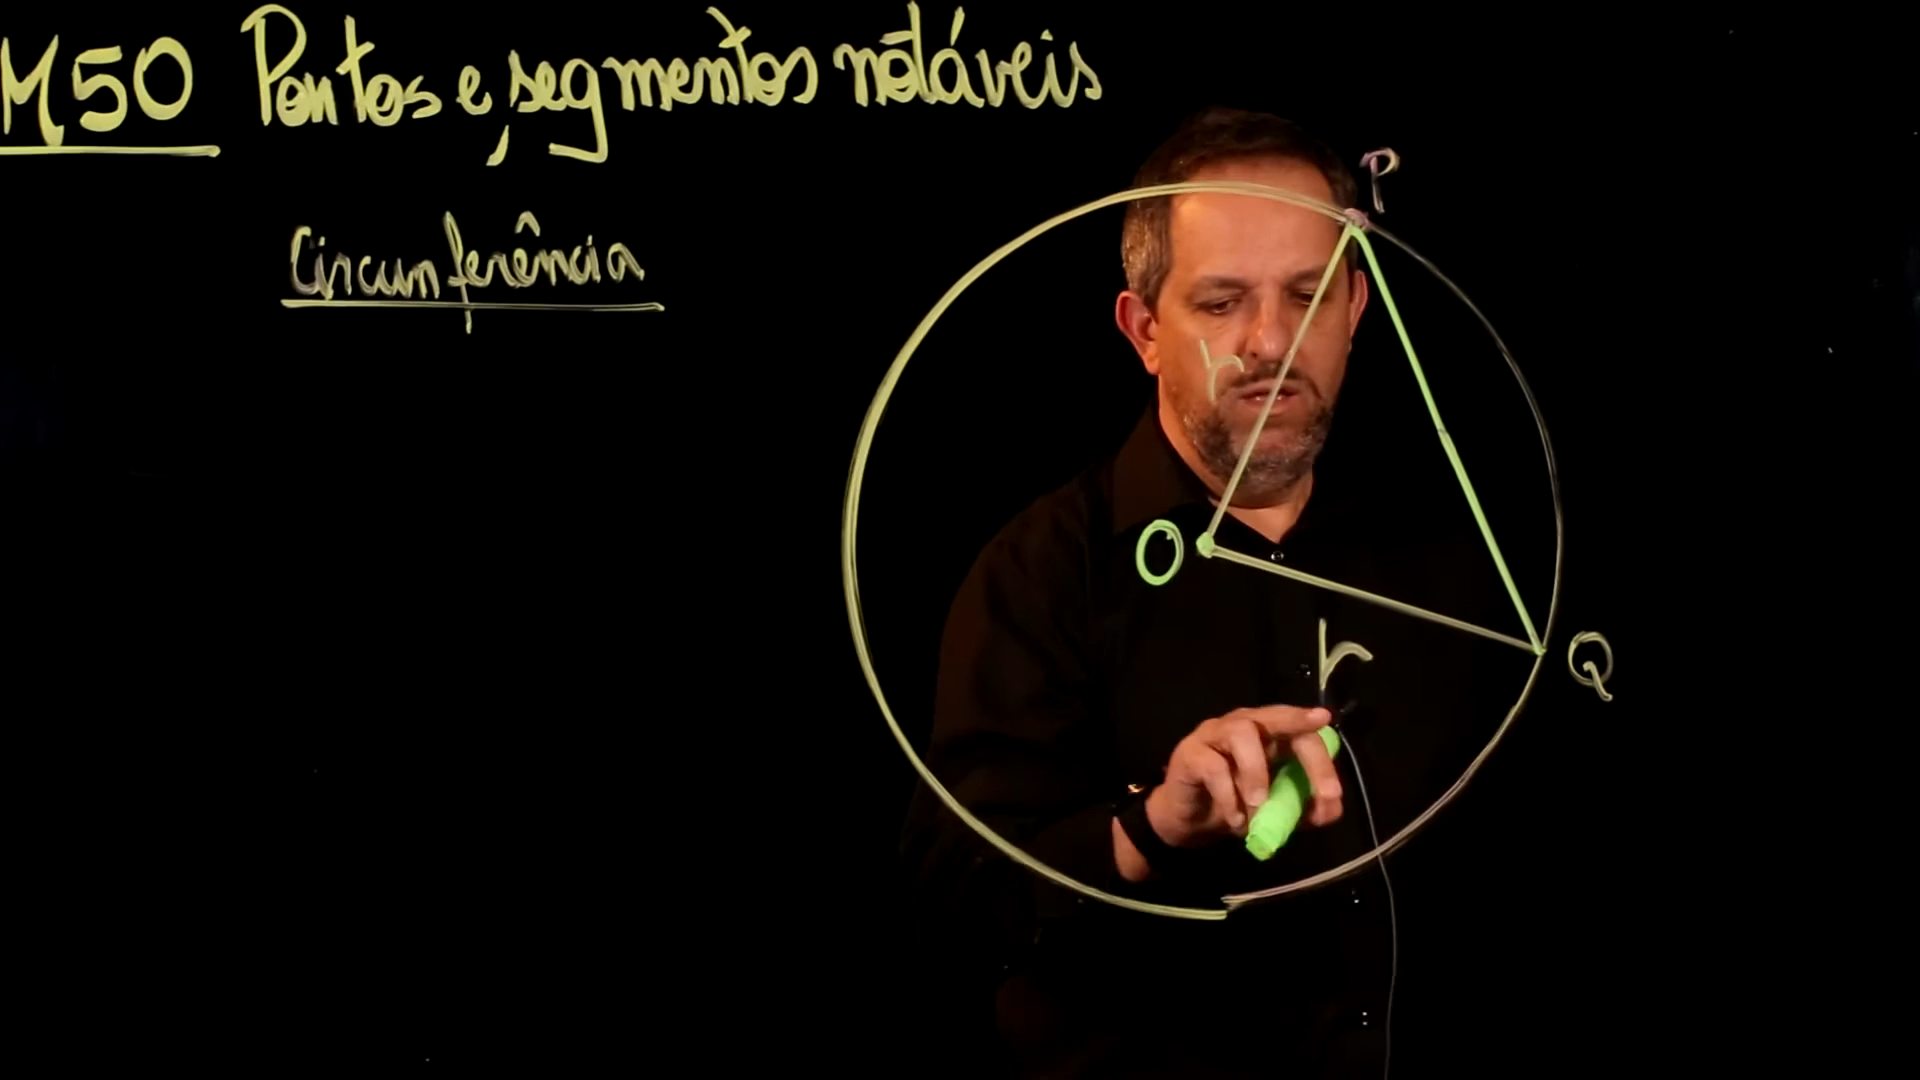 M50 Pontos e segmentos notáveis
Circunferência
P
r
O
r
Q